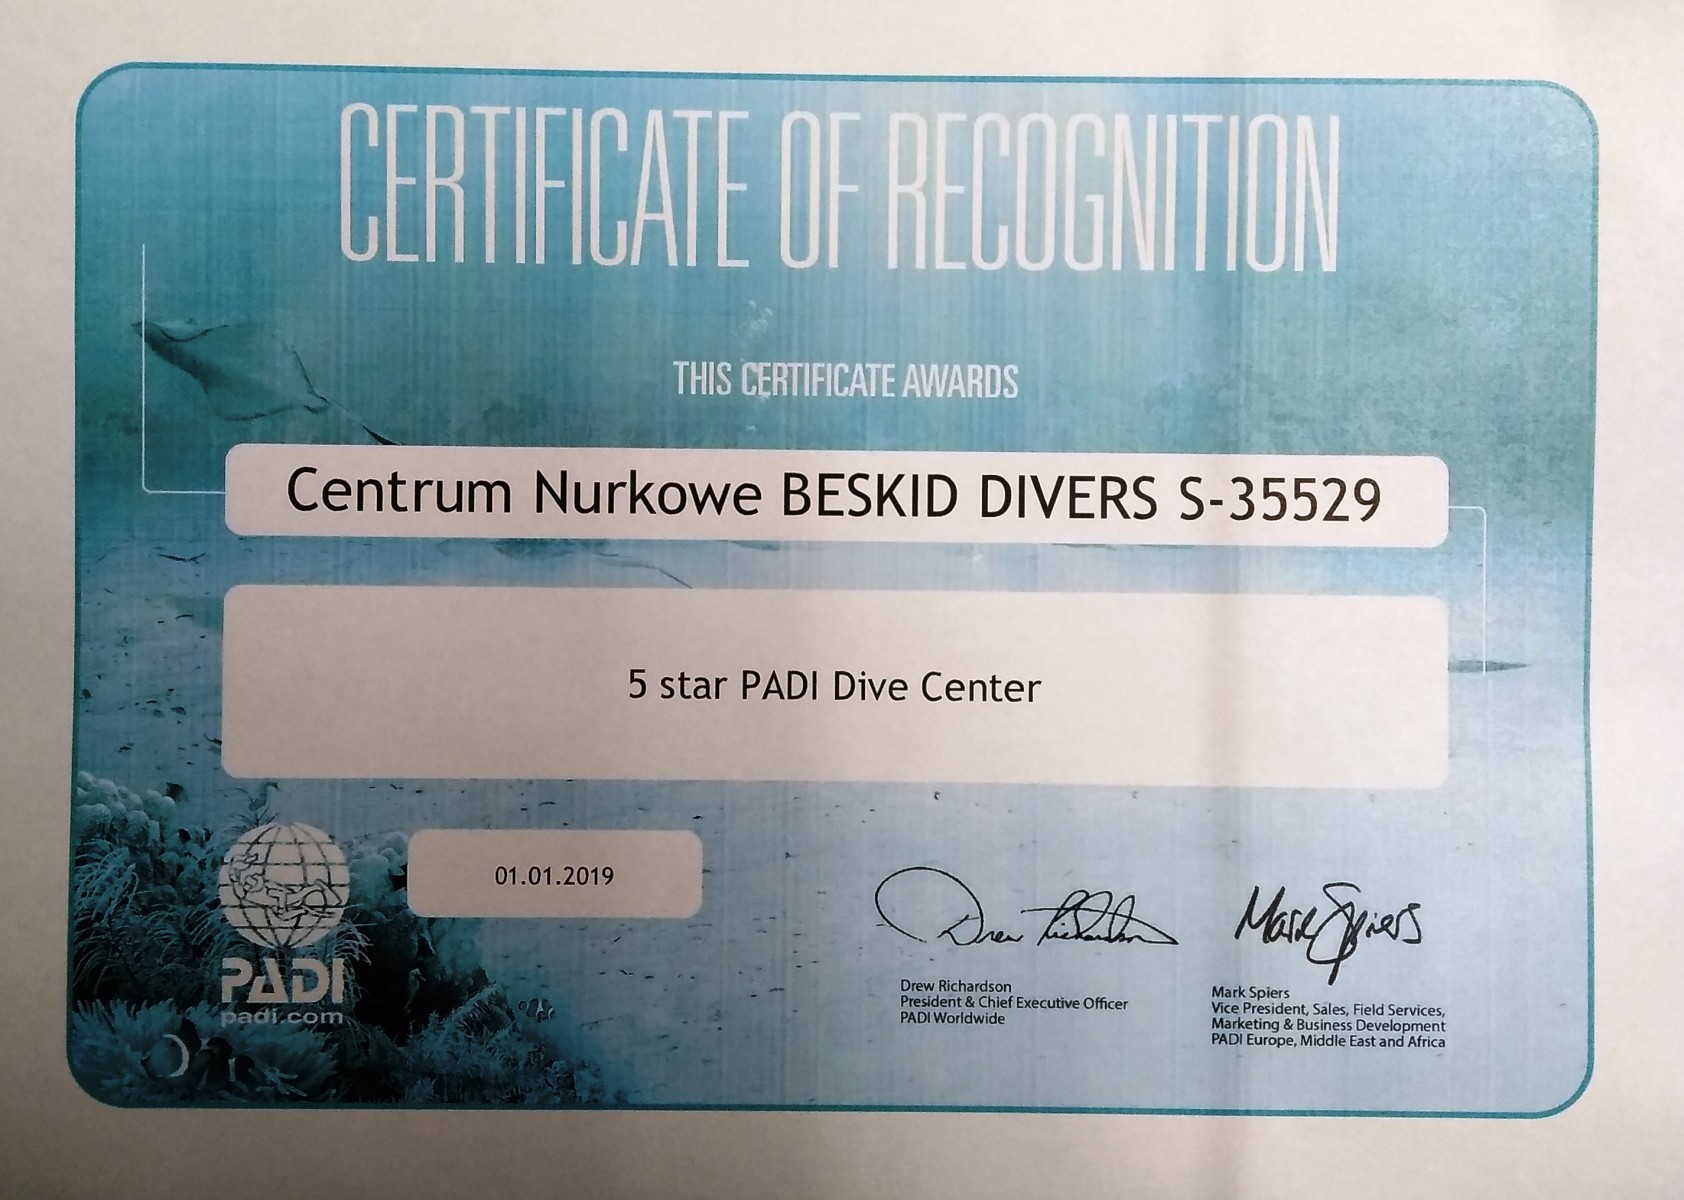 CERTIFICATE OF RECOGNITION
THIS CERTIFICATE AWARDS
Centrum Nurkowe BESKID DIVERS S-35529
5 star PADI Dive Center
01.01.2019
PADI
padi.com
Drew Richardson
Mark Spiers
Drew Richardson
President & Chief Executive Officer
PADI Worldwide
Mark Spiers
Vice President, Sales, Field Services,
Marketing & Business Development
PADI Europe, Middle East and Africa